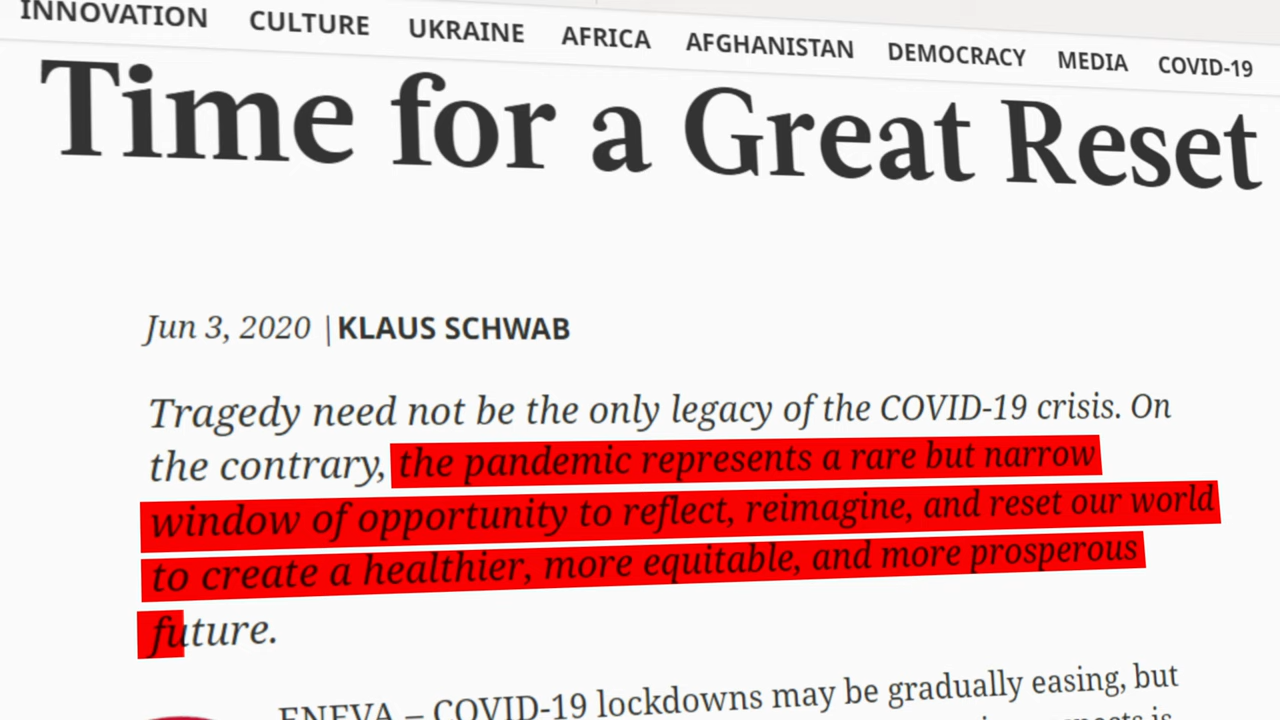 INNOVATION CULTURE UKRAINE AFRICA AFGHANISTAN DEMOCRACY MEDIA COVID-19
Time for a Great Reset
Jun 3, 2020 | KLAUS SCHWAB
Tragedy need not be the only legacy of the COVID-19 crisis. On
the contrary, the pandemic represents a rare but narrow
window of opportunity to reflect, reimagine, and reset our world
to create a healthier, more equitable, and more prosperous
future.
ENEVA – COVID-19 lockdowns may be gradually easing, but